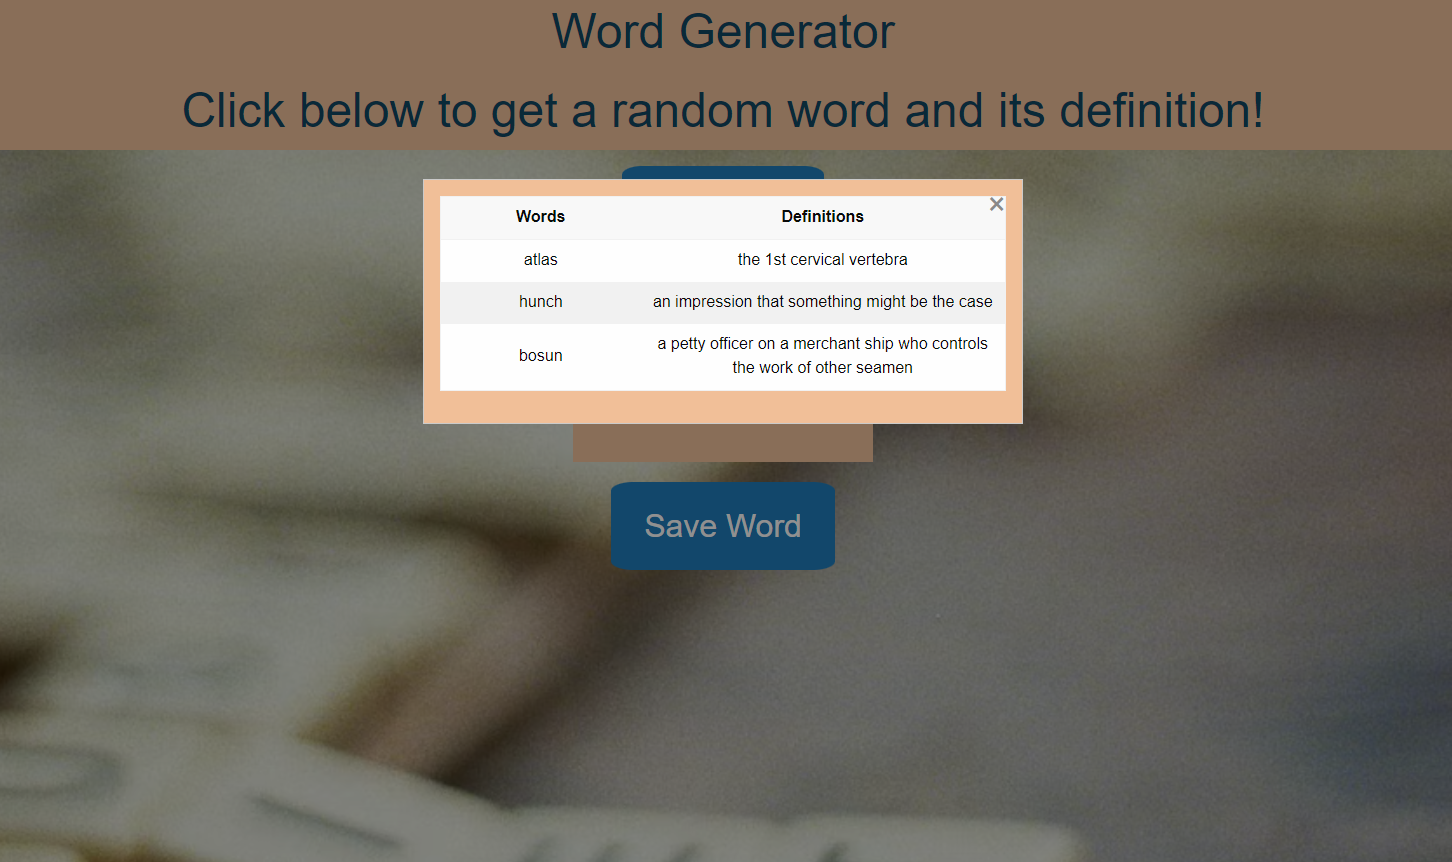 Word Generator
Click below to get a random word and its definition!
×
Words Definitions
atlas the 1st cervical vertebra
hunch an impression that something might be the case
bosun a petty officer on a merchant ship who controls
the work of other seamen
Save Word